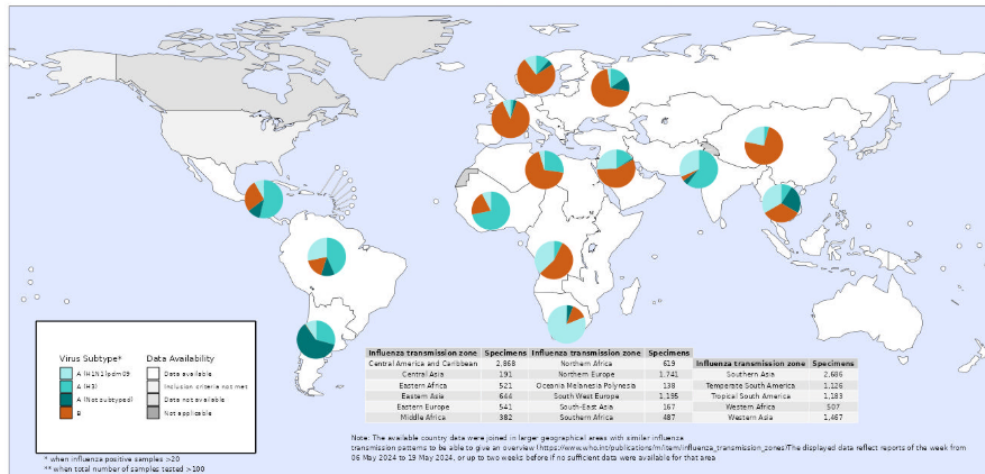 Virus Subtype*
A (H1N1)pdm09
A (H3)
A (Not subtyped)
B
Data Availability
Data available
Inclusion criteria not met
Data not available
Not applicable
* when influenza positive samples >20
** when total number of samples tested >100
Influenza transmission zone Specimens Influenza transmission zone Specimens
Central America and Caribbean 2,868 Northern Africa 619 Influenza transmission zone Specimens
Central Asia 191 Northern Europe 1,741 Southern Asia 2,686
Eastern Africa 521 Oceania Melanesia Polynesia 138 Temperate South America 1,126
Eastern Asia 644 South West Europe 1,195 Tropical South America 1,183
Eastern Europe 541 South-East Asia 167 Western Africa 507
Middle Africa 382 Southern Africa 487 Western Asia 1,467
Note: The available country data were joined in larger geographical areas with similar influenza
transmission patterns to be able to give an overview (https://www.who.int/publications/m/item/influenza_transmission_zones)The displayed data reflect reports of the week from
06 May 2024 to 19 May 2024, or up to two weeks before if no sufficient data were available for that area